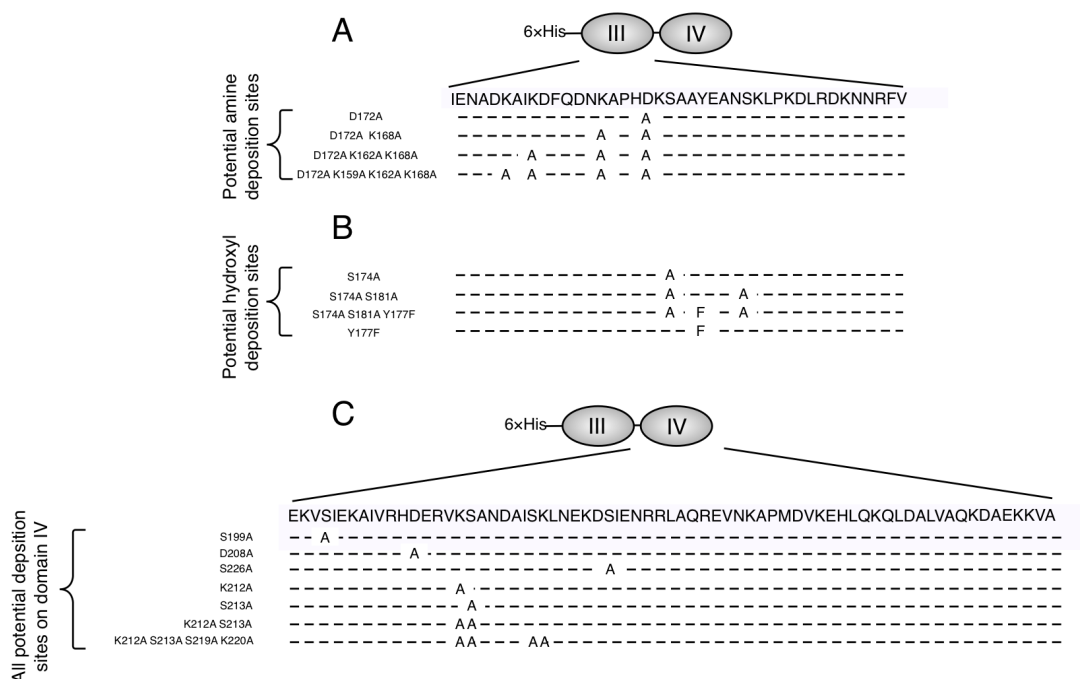 A
6×His
III
IV
Potential amine
deposition sites
IENADKAIKDFQDNKAPHDKSAAYEANSKLPKDLRDKNNRFV
D172A
A
D172A K168A
A A
D172A K162A K168A
A A A
D172A K159A K162A K168A
A A A A
B
Potential hydroxyl
deposition sites
S174A
A
S174A S181A
A A
S174A S181A Y177F
A F A
Y177F
F
C
6×His
III
IV
All potential deposition
sites on domain IV
EKVSIEKAIVRHDERVKSANDAISKLNEKDSIENRRLAQREVNKAPMDVKEHLQKQLDALVAQKDAEKKVA
S199A
A
D208A
A
S226A
A
K212A
A
S213A
A
K212A S213A
AA
K212A S213A S219A K220A
AA AA